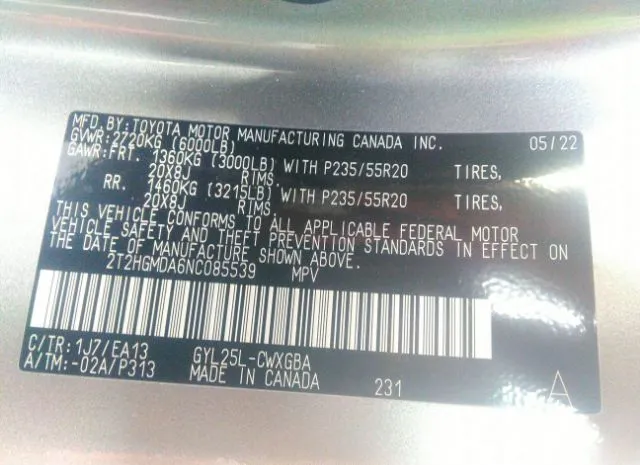 MFD.BY:TOYOTA MOTOR MANUFACTURING CANADA INC. 05/22
GVWR:2720KG (6000LB)
GAWR:FRT. 1360KG (3000LB) WITH P235/55R20 TIRES,
20X8J RIMS.
RR. 1460KG (3215LB) WITH P235/55R20 TIRES,
20X8J RIMS.
THIS VEHICLE CONFORMS TO ALL APPLICABLE FEDERAL MOTOR
VEHICLE SAFETY AND THEFT PREVENTION STANDARDS IN EFFECT ON
THE DATE OF MANUFACTURE SHOWN ABOVE.
2T2HGMDA6NC085539 MPV
C/TR:1J7/EA13 GYL25L-CWXGBA
A/TM:-02A/P313 MADE IN CANADA 231 A